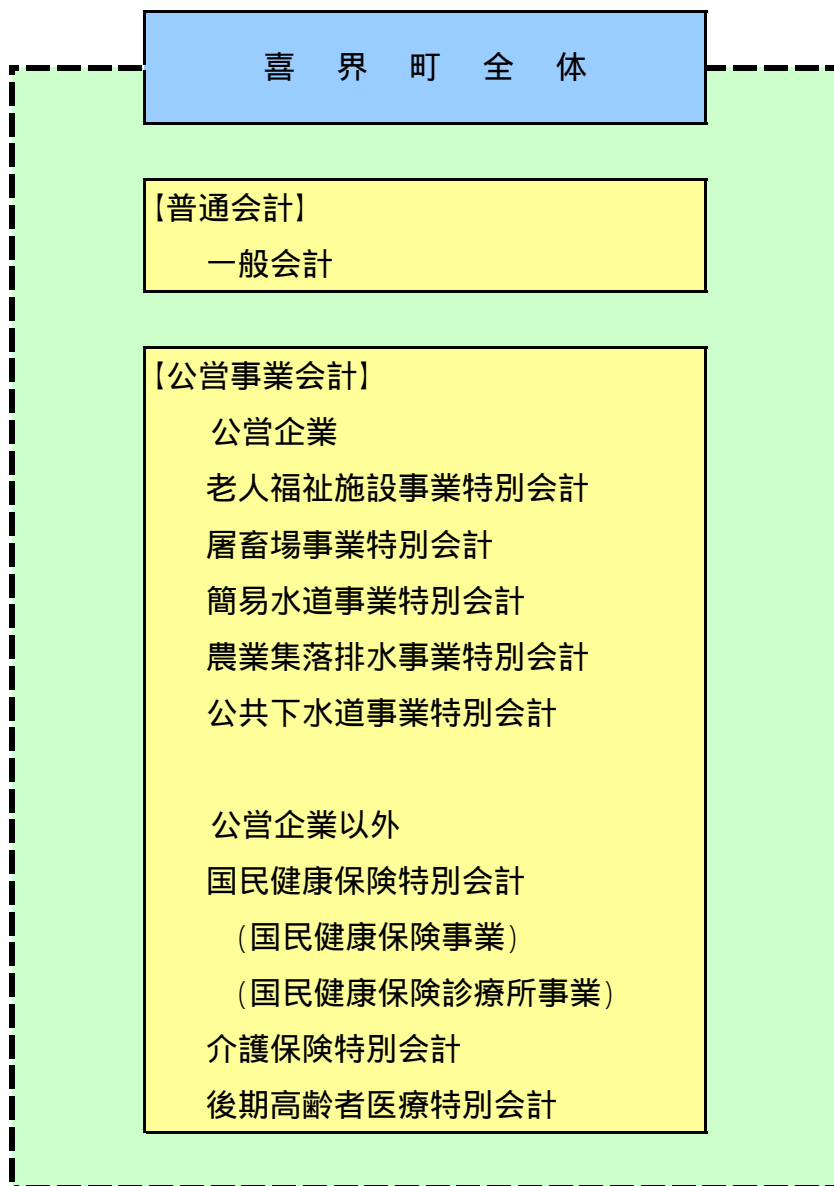 喜界町全体
【普通会計】
一般会計
【公営事業会計】
公営企業
老人福祉施設事業特別会計
屠畜場事業特別会計
簡易水道事業特別会計
農業集落排水事業特別会計
公共下水道事業特別会計
公営企業以外
国民健康保険特別会計
(国民健康保険事業)
(国民健康保険診療所事業)
介護保険特別会計
後期高齢者医療特別会計